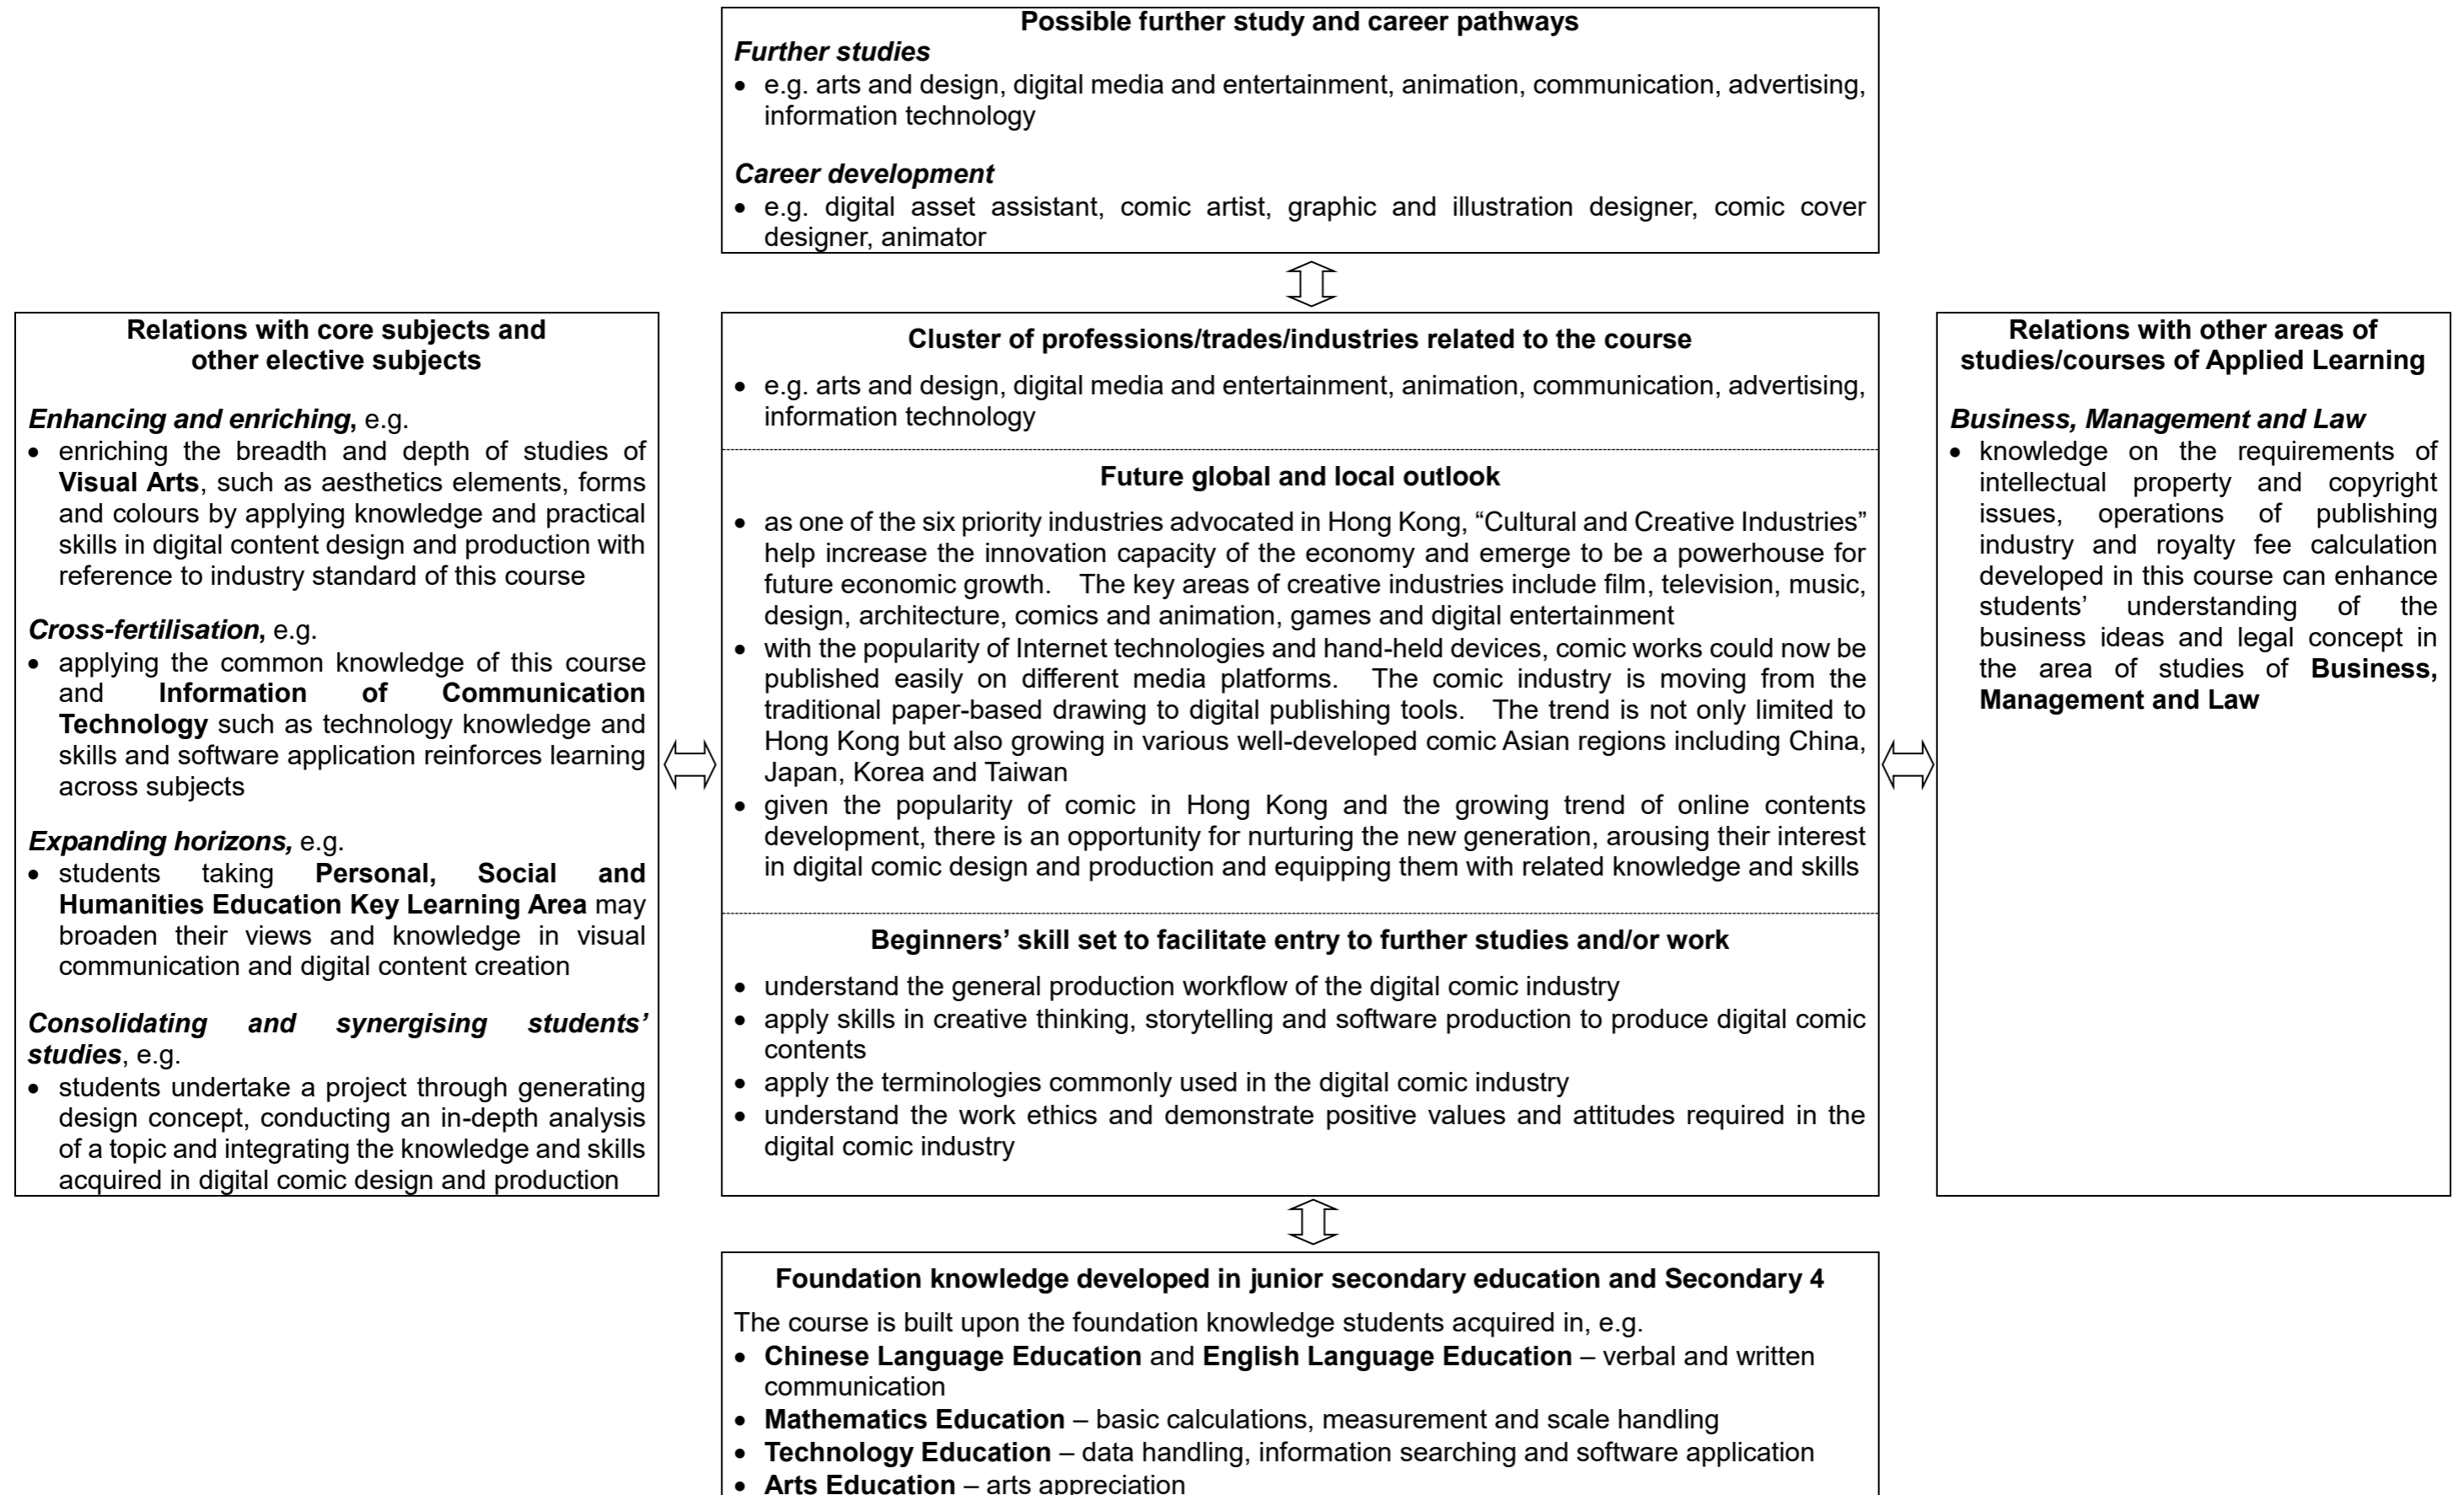 Possible further study and career pathways
Further studies
• e.g. arts and design, digital media and entertainment, animation, communication, advertising,
information technology
Career development
• e.g. digital asset assistant, comic artist, graphic and illustration designer, comic cover
designer, animator
Relations with core subjects and
other elective subjects
Enhancing and enriching, e.g.
• enriching the breadth and depth of studies of
Visual Arts, such as aesthetics elements, forms
and colours by applying knowledge and practical
skills in digital content design and production with
reference to industry standard of this course
Cross-fertilisation, e.g.
• applying the common knowledge of this course
and Information of Communication
Technology such as technology knowledge and
skills and software application reinforces learning
across subjects
Expanding horizons, e.g.
• students taking Personal, Social and
Humanities Education Key Learning Area may
broaden their views and knowledge in visual
communication and digital content creation
Consolidating and synergising students’
studies, e.g.
• students undertake a project through generating
design concept, conducting an in-depth analysis
of a topic and integrating the knowledge and skills
acquired in digital comic design and production
Cluster of professions/trades/industries related to the course
• e.g. arts and design, digital media and entertainment, animation, communication, advertising,
information technology
Future global and local outlook
• as one of the six priority industries advocated in Hong Kong, “Cultural and Creative Industries”
help increase the innovation capacity of the economy and emerge to be a powerhouse for
future economic growth. The key areas of creative industries include film, television, music,
design, architecture, comics and animation, games and digital entertainment
• with the popularity of Internet technologies and hand-held devices, comic works could now be
published easily on different media platforms. The comic industry is moving from the
traditional paper-based drawing to digital publishing tools. The trend is not only limited to
Hong Kong but also growing in various well-developed comic Asian regions including China,
Japan, Korea and Taiwan
• given the popularity of comic in Hong Kong and the growing trend of online contents
development, there is an opportunity for nurturing the new generation, arousing their interest
in digital comic design and production and equipping them with related knowledge and skills
Beginners’ skill set to facilitate entry to further studies and/or work
• understand the general production workflow of the digital comic industry
• apply skills in creative thinking, storytelling and software production to produce digital comic
contents
• apply the terminologies commonly used in the digital comic industry
• understand the work ethics and demonstrate positive values and attitudes required in the
digital comic industry
Relations with other areas of
studies/courses of Applied Learning
Business, Management and Law
• knowledge on the requirements of
intellectual property and copyright
issues, operations of publishing
industry and royalty fee calculation
developed in this course can enhance
students’ understanding of the
business ideas and legal concept in
the area of studies of Business,
Management and Law
Foundation knowledge developed in junior secondary education and Secondary 4
The course is built upon the foundation knowledge students acquired in, e.g.
• Chinese Language Education and English Language Education – verbal and written
communication
• Mathematics Education – basic calculations, measurement and scale handling
• Technology Education – data handling, information searching and software application
• Arts Education – arts appreciation